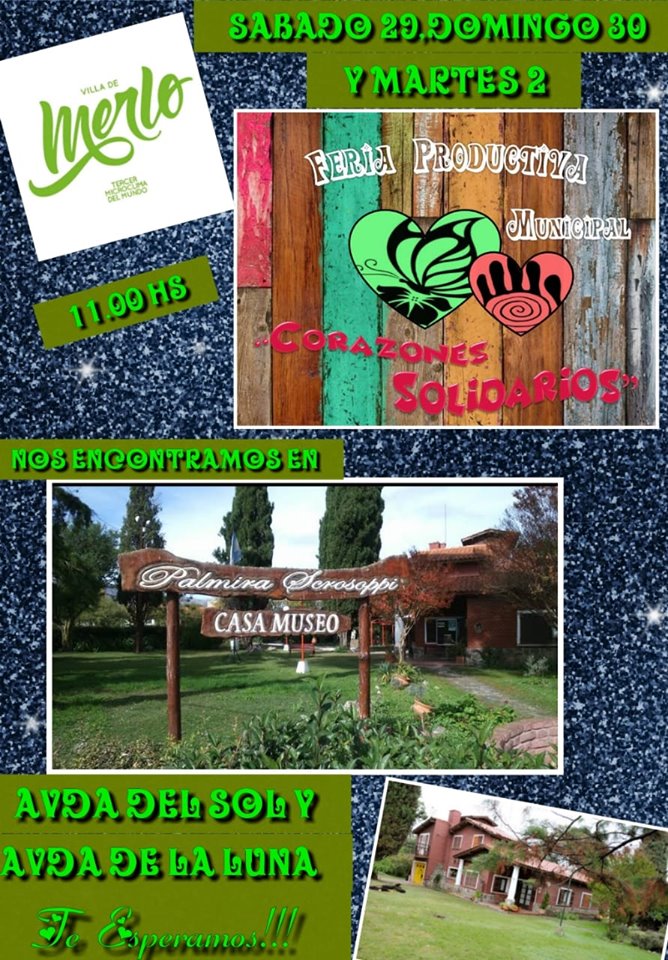 SABADO 29,DOMINGO 30
Y MARTES 2
VILLA DE
Merlo
TERCER
MICROCLIMA
DEL MUNDO
11.00 HS
FERIA PRODUCTIVA
MUNICIPAL
"CORAZONES
SOLIDARIOS"
NOS ENCONTRAMOS EN
Palmira Scrosoppi
CASA MUSEO
AVDA DEL SOL Y
AVDA DE LA LUNA
Te Esperamos!!!